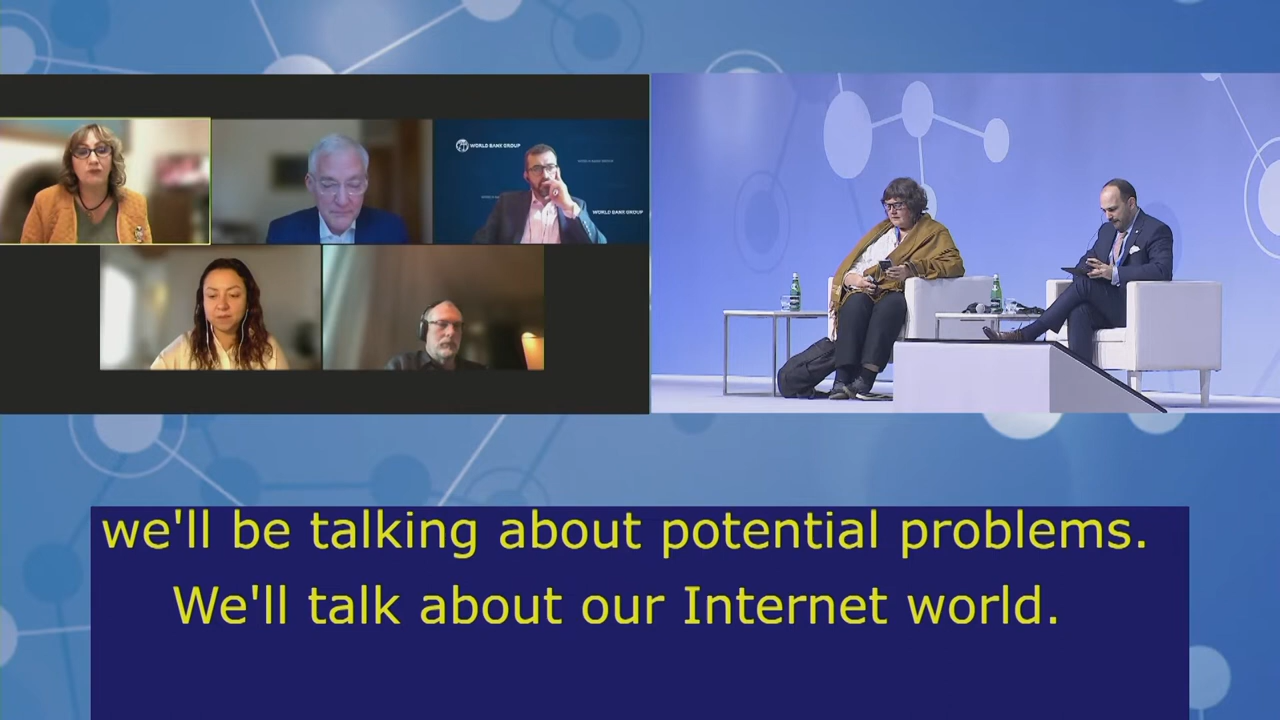 WORLD BANK GROUP
WORLD BANK GROUP
we'll be talking about potential problems.
We'll talk about our Internet world.